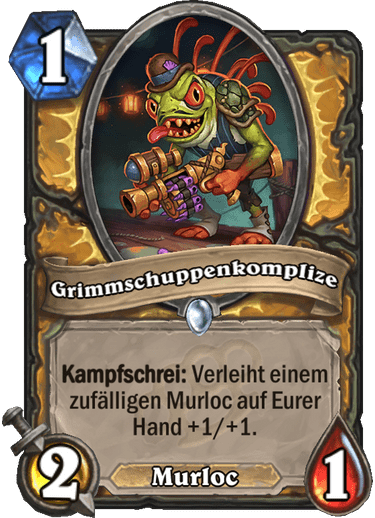 1
Grimmschuppenkomplize
Kampfschrei: Verleiht einem
zufälligen Murloc auf Eurer
Hand +1/+1.
2
Murloc
1